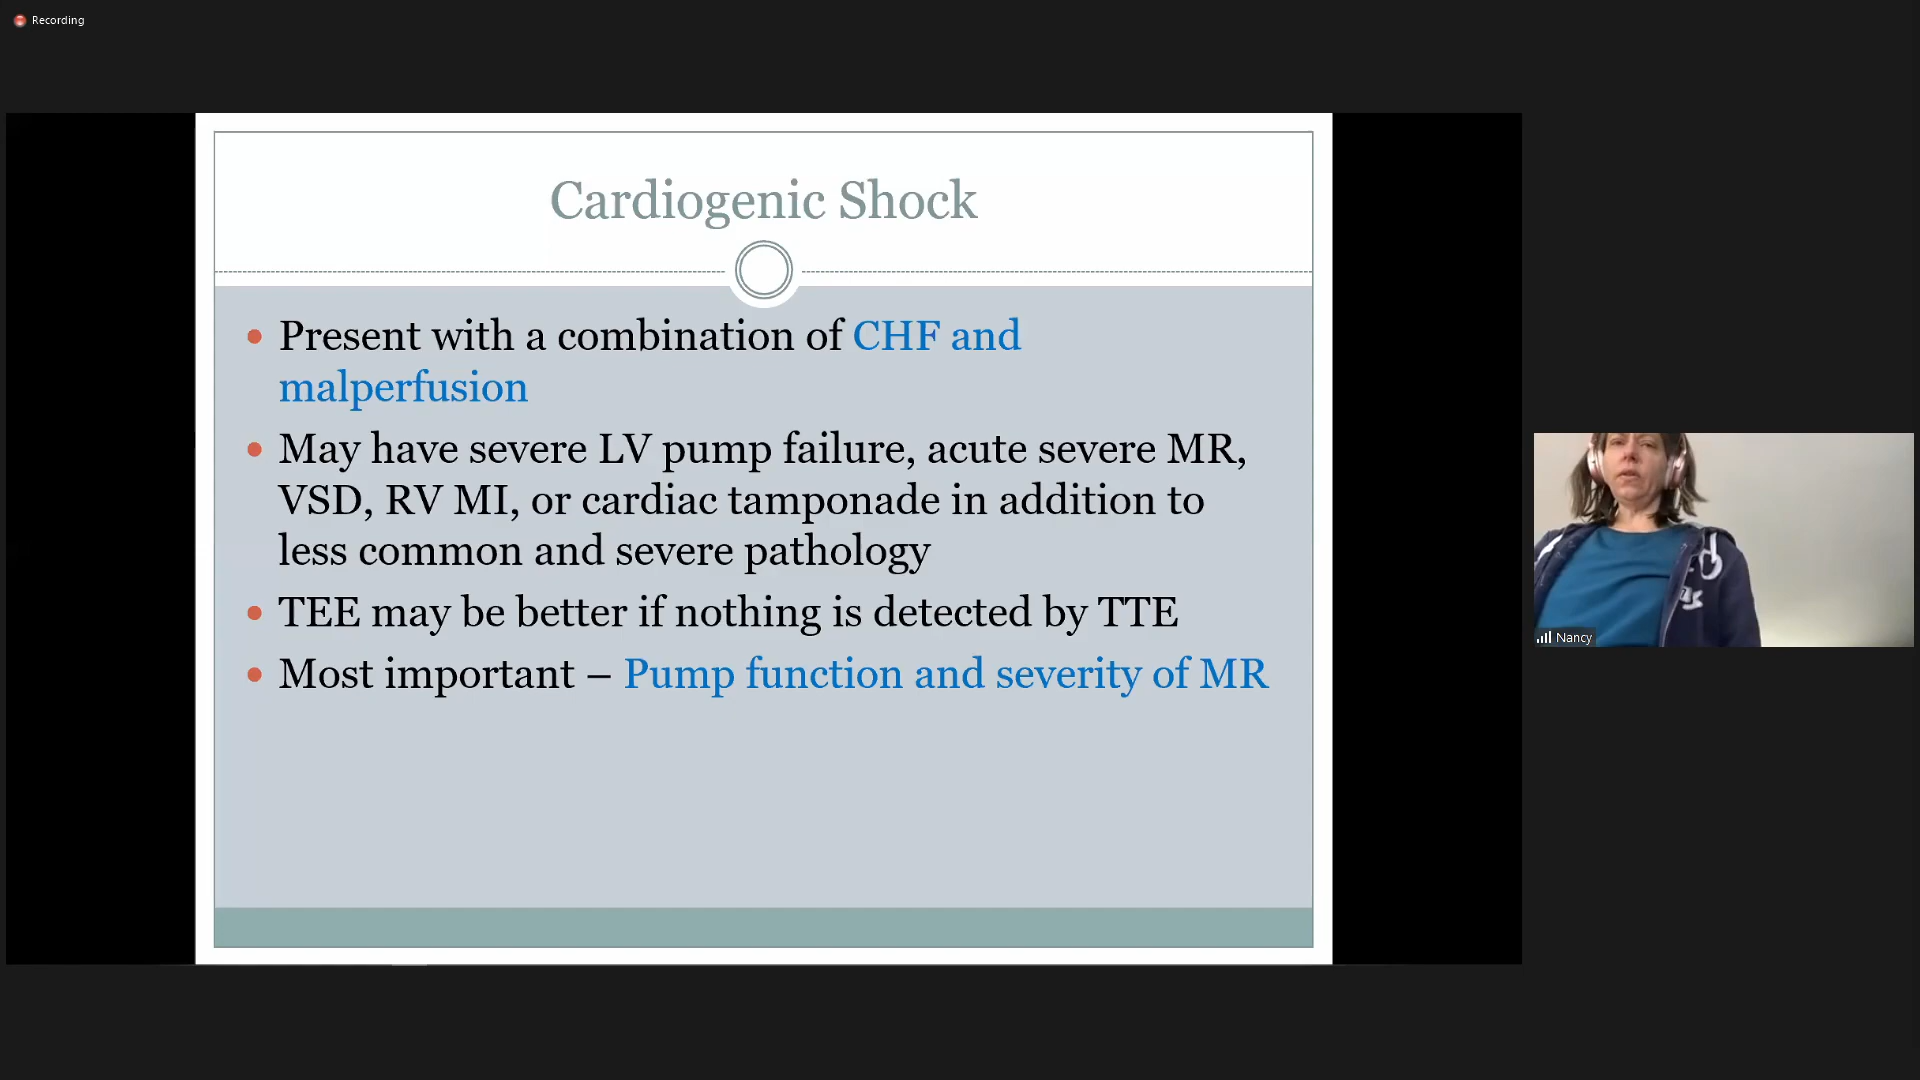 Recording
Cardiogenic Shock
Present with a combination of CHF and
malperfusion
May have severe LV pump failure, acute severe MR,
VSD, RV MI, or cardiac tamponade in addition to
less common and severe pathology
TEE may be better if nothing is detected by TTE
Most important – Pump function and severity of MR
Nancy